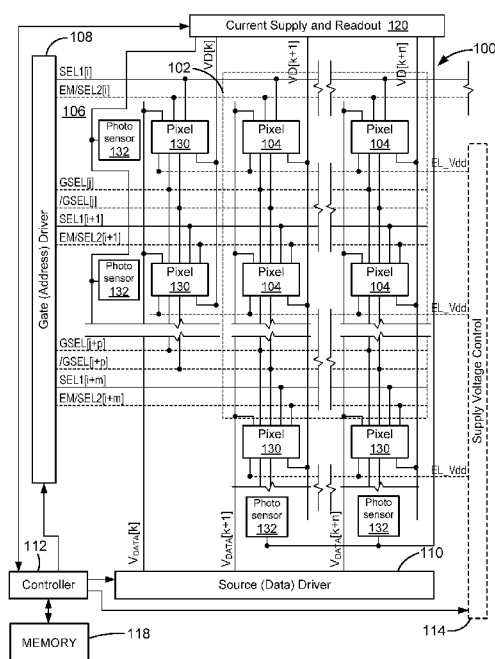 Current Supply and Readout 120
108
100
102
VD[k]
VD[k+1]
VD[k+n]
SEL1[i]
EM/SEL2[i]
106
Photo sensor 132
Pixel 130
Pixel 104
Pixel 104
EL_Vdd
GSEL[j]
/GSEL[j]
SEL1[i+1]
EM/SEL2[i+1]
Gate (Address) Driver
Photo sensor 132
Pixel 130
Pixel 104
Pixel 104
EL_Vdd
GSEL[j+p]
/GSEL[j+p]
SEL1[i+m]
EM/SEL2[i+m]
Supply Voltage Control
Pixel 130
Pixel 130
EL_Vdd
Photo sensor 132
Photo sensor 132
VDATA[k]
VDATA[k+1]
VDATA[k+n]
110
112
Controller
Source (Data) Driver
MEMORY
118
114